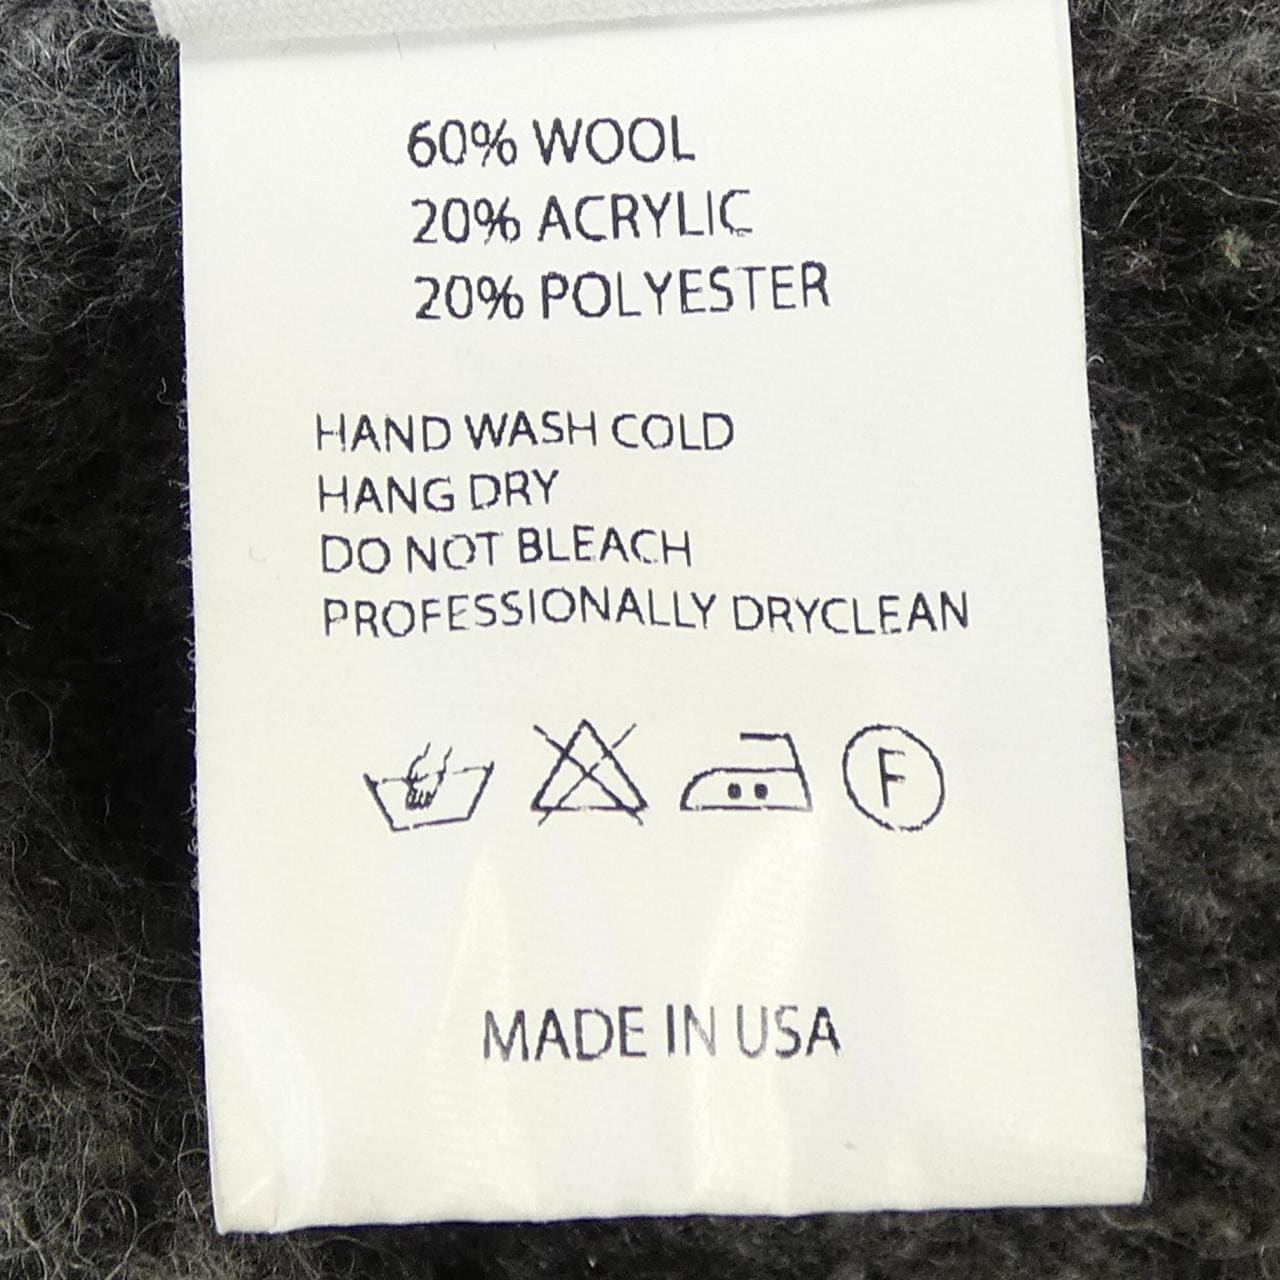 60% WOOL
20% ACRYLIC
20% POLYESTER
HAND WASH COLD
HANG DRY
DO NOT BLEACH
PROFESSIONALLY DRYCLEAN
F
MADE IN USA